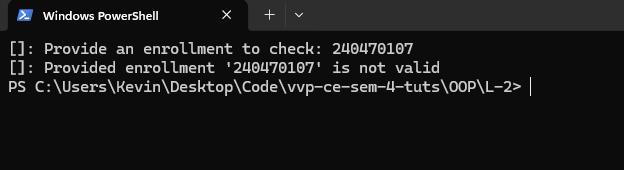 Windows PowerShell
[]: Provide an enrollment to check: 240470107
[]: Provided enrollment '240470107' is not valid
PS C:\Users\Kevin\Desktop\Code\vvp-ce-sem-4-tuts\OOP\L-2>